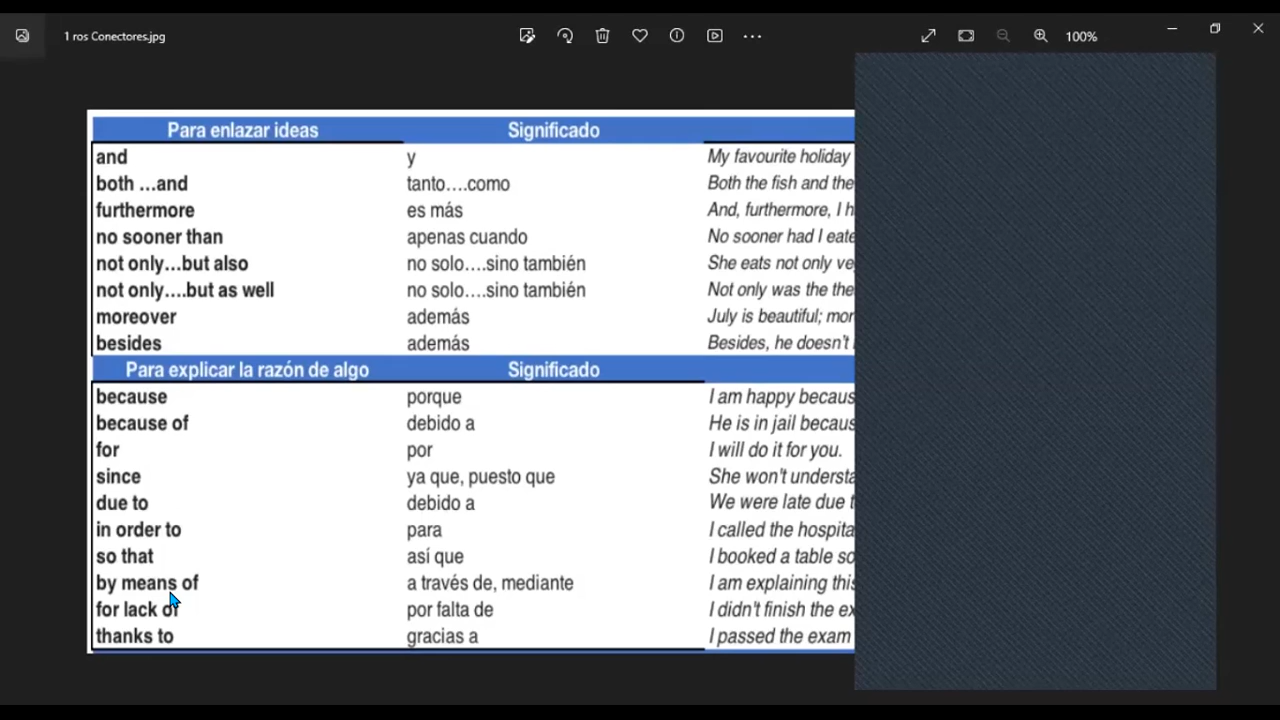 1 ros Conectores.jpg
100%
Para enlazar ideas Significado
and y My favourite holiday
both ...and tanto....como Both the fish and the
furthermore es más And, furthermore, I h
no sooner than apenas cuando No sooner had I eate
not only...but also no solo....sino también She eats not only ve
not only....but as well no solo....sino también Not only was the the
moreover además July is beautiful; mor
besides además Besides, he doesn't
Para explicar la razón de algo Significado
because porque I am happy becaus
because of debido a He is in jail becaus
for por I will do it for you.
since ya que, puesto que She won't understa
due to debido a We were late due t
in order to para I called the hospita
so that así que I booked a table so
by means of a través de, mediante I am explaining this
for lack of por falta de I didn't finish the ex
thanks to gracias a I passed the exam